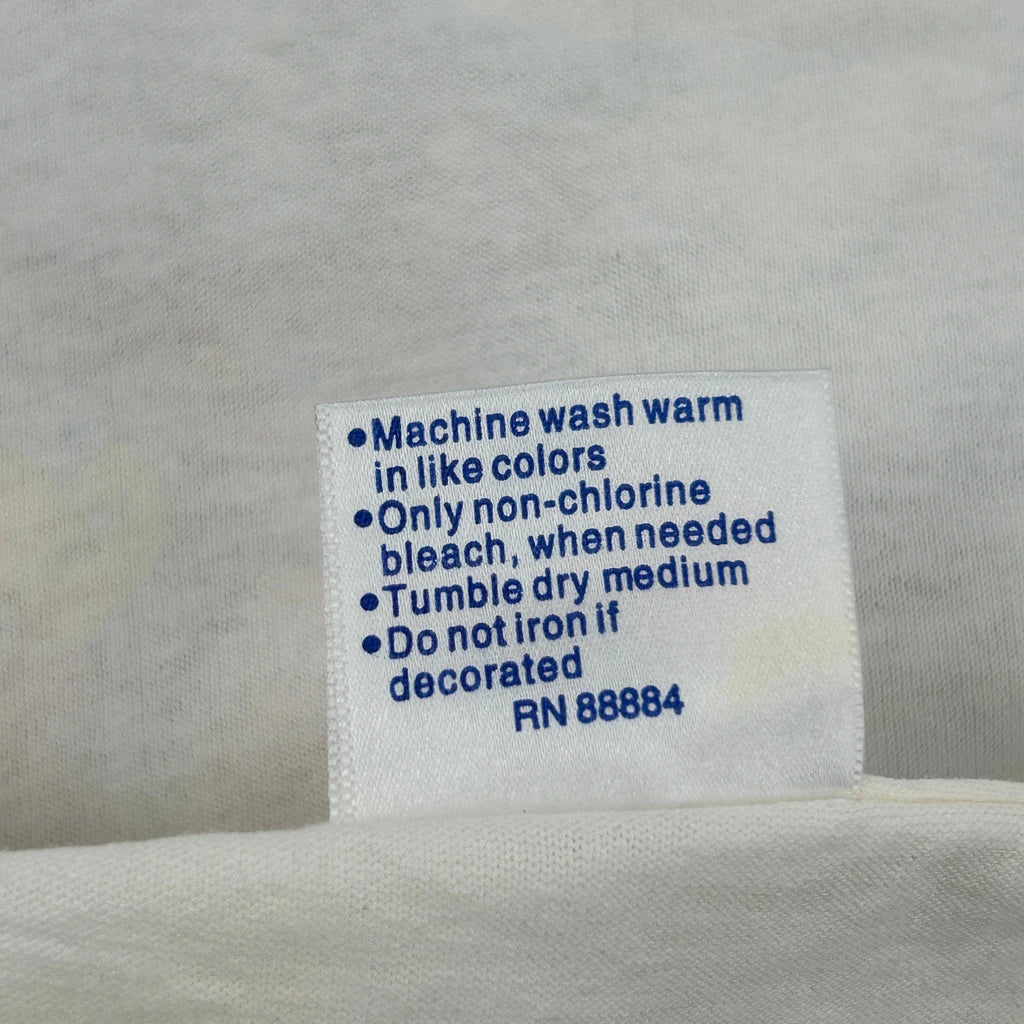 •Machine wash warm
in like colors
•Only non-chlorine
bleach, when needed
•Tumble dry medium
•Do not iron if
decorated
RN 88884